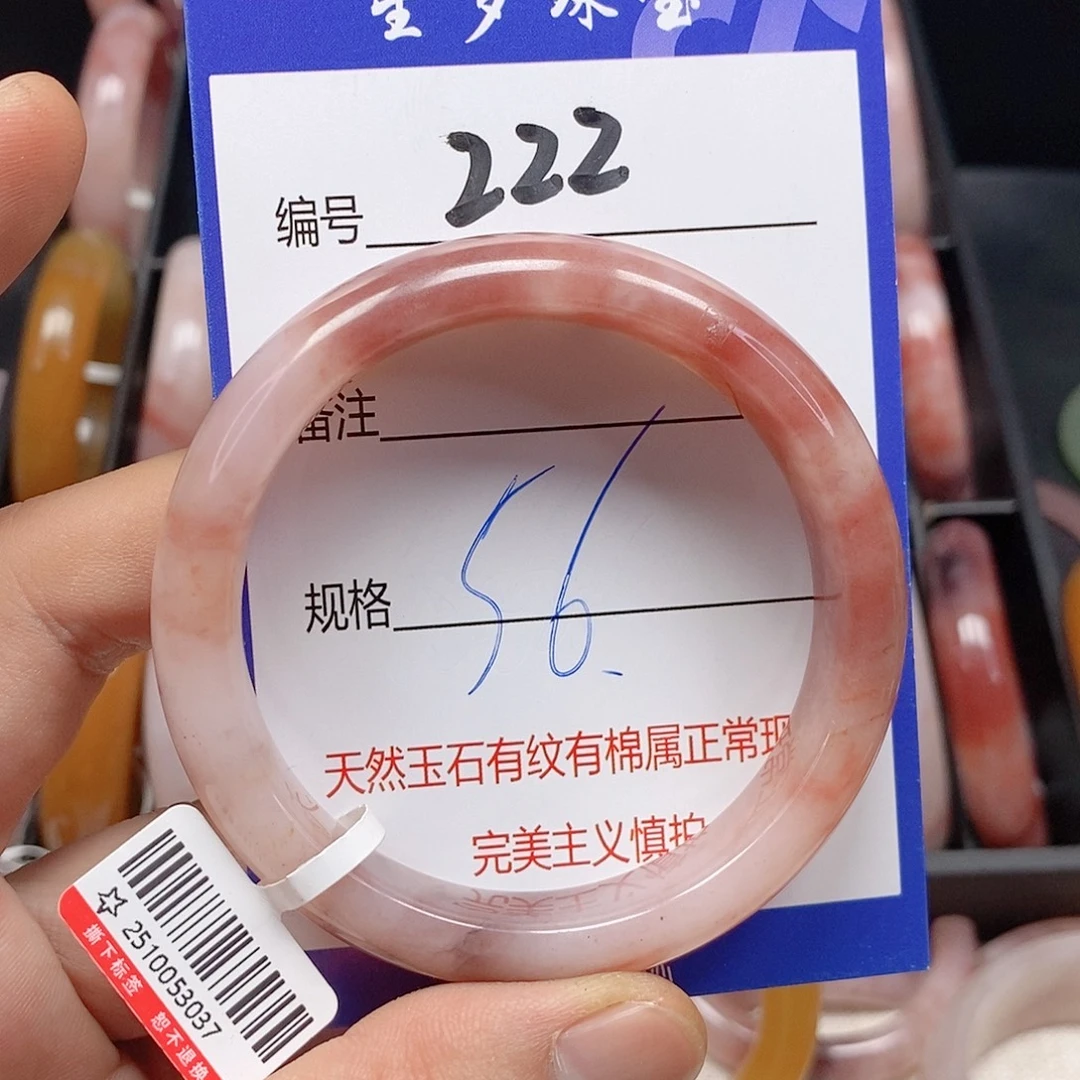 编号 222
备注
规格 56.
天然玉石有纹有棉属正常现
完美主义慎拍
2510053037
撕下标签 恕不退换